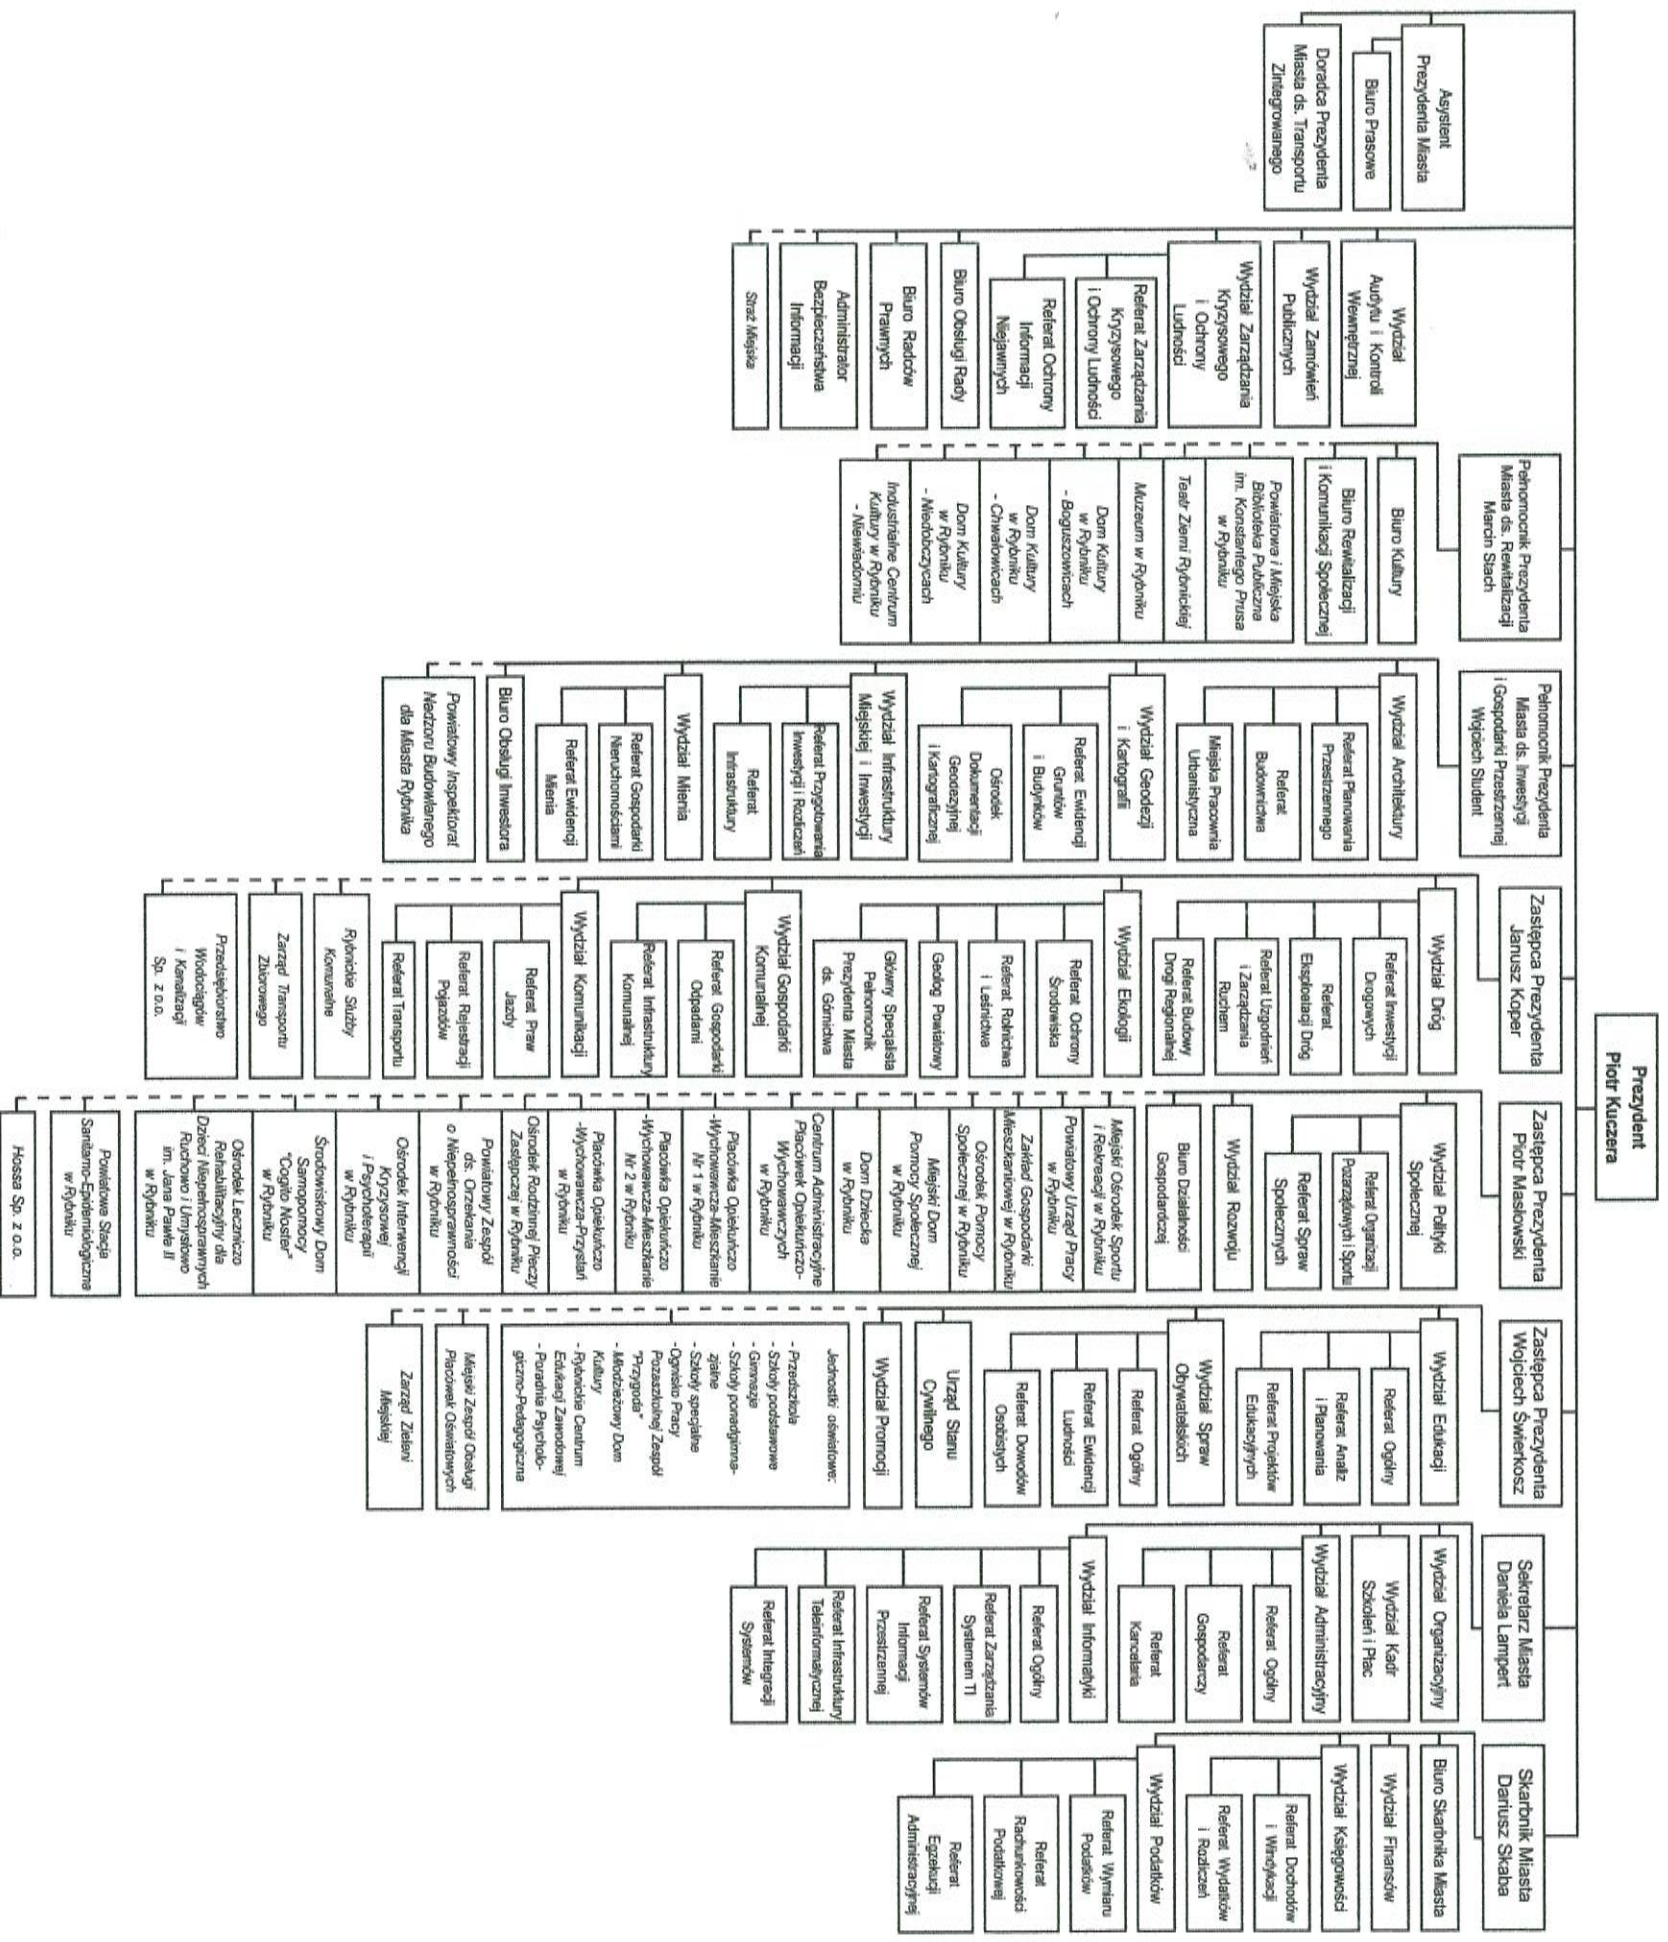 Prezydent
Piotr Kuczera
Asystent
Prezydenta Miasta
Biuro Prasowe
Doradca Prezydenta
Miasta ds. Transportu
Zintegrowanego
Wydział
Audytu i Kontroli
Wewnętrznej
Wydział Zamówień
Publicznych
Wydział Zarządzania
Kryzysowego
i Ochrony
Ludności
Referat Zarządzania
Kryzysowego
i Ochrony Ludności
Referat Ochrony
Informacji
Niejawnych
Biuro Obsługi Rady
Biuro Radców
Prawnych
Administrator
Bezpieczeństwa
Informacji
Straż Miejska
Pełnomocnik Prezydenta
Miasta ds. Rewitalizacji
Marcin Stach
Biuro Kultury
Biuro Rewitalizacji
i Komunikacji Społecznej
Powiatowa i Miejska
Biblioteka Publiczna
im. Konstantego Prusa
w Rybniku
Teatr Ziemi Rybnickiej
Muzeum w Rybniku
Dom Kultury
w Rybniku
- Boguszowicach
Dom Kultury
w Rybniku
- Chwałowicach
Dom Kultury
w Rybniku
- Niedobczycach
Industrialne Centrum
Kultury w Rybniku
- Niewiadomiu
Pełnomocnik Prezydenta
Miasta ds. Inwestycji
i Gospodarki Przestrzennej
Wojciech Student
Wydział Architektury
Referat Planowania
Przestrzennego
Referat
Budownictwa
Miejska Pracownia
Urbanistyczna
Wydział Geodezji
i Kartografii
Referat Ewidencji
Gruntów
i Budynków
Ośrodek
Dokumentacji
Geodezyjnej
i Kartograficznej
Wydział Infrastruktury
Miejskiej i Inwestycji
Referat Przygotowania
Inwestycji i Rozliczeń
Referat
Infrastruktury
Wydział Mienia
Referat Gospodarki
Nieruchomościami
Referat Ewidencji
Mienia
Biuro Obsługi Inwestora
Powiatowy Inspektorat
Nadzoru Budowlanego
dla Miasta Rybnika
Zastępca Prezydenta
Janusz Koper
Wydział Dróg
Referat Inwestycji
Drogowych
Referat
Eksploatacji Dróg
Referat Uzgodnień
i Zarządzania
Ruchem
Referat Budowy
Drogi Regionalnej
Wydział Ekologii
Referat Ochrony
Środowiska
Referat Rolnictwa
i Leśnictwa
Geolog Powiatowy
Główny Specjalista
Pełnomocnik
Prezydenta Miasta
ds. Górnictwa
Wydział Gospodarki
Komunalnej
Referat Gospodarki
Odpadami
Referat Infrastruktury
Komunalnej
Wydział Komunikacji
Referat Praw
Jazdy
Referat Rejestracji
Pojazdów
Referat Transportu
Rybnickie Służby
Komunalne
Zarząd Transportu
Zbiorowego
Przedsiębiorstwo
Wodociągów
i Kanalizacji
Sp. z o.o.
Zastępca Prezydenta
Piotr Masłowski
Wydział Polityki
Społecznej
Referat Organizacji
Pozarządowych i Sportu
Referat Spraw
Społecznych
Wydział Rozwoju
Biuro Działalności
Gospodarczej
Miejski Ośrodek Sportu
i Rekreacji w Rybniku
Powiatowy Urząd Pracy
w Rybniku
Zakład Gospodarki
Mieszkaniowej w Rybniku
Ośrodek Pomocy
Społecznej w Rybniku
Miejski Dom
Pomocy Społecznej
w Rybniku
Dom Dziecka
w Rybniku
Centrum Administracyjne
Placówek Opiekuńczo-
Wychowawczych
w Rybniku
Placówka Opiekuńczo
-Wychowawcza-Mieszkanie
Nr 1 w Rybniku
Placówka Opiekuńczo
-Wychowawcza-Mieszkanie
Nr 2 w Rybniku
Placówka Opiekuńczo
-Wychowawcza-Przystań
w Rybniku
Ośrodek Rodzinnej Pieczy
Zastępczej w Rybniku
Powiatowy Zespół
ds. Orzekania
o Niepełnosprawności
w Rybniku
Ośrodek Interwencji
Kryzysowej
i Psychoterapii
w Rybniku
Środowiskowy Dom
Samopomocy
"Cogito Noster"
w Rybniku
Ośrodek Leczniczo
Rehabilitacyjny dla
Dzieci Niepełnosprawnych
Ruchowo i Umysłowo
im. Jana Pawła II
w Rybniku
Powiatowa Stacja
Sanitarno-Epidemiologiczna
w Rybniku
Hossa Sp. z o.o.
Zastępca Prezydenta
Wojciech Świerkosz
Wydział Edukacji
Referat Ogólny
Referat Analiz
i Planowania
Referat Projektów
Edukacyjnych
Wydział Spraw
Obywatelskich
Referat Ogólny
Referat Ewidencji
Ludności
Referat Dowodów
Osobistych
Urząd Stanu
Cywilnego
Wydział Promocji
Jednostki oświatowe:
- Przedszkola
- Szkoły podstawowe
- Gimnazja
- Szkoły ponadgimna-
zjalne
- Szkoły specjalne
-Ognisko Pracy
Pozaszkolnej Zespół
"Przygoda"
- Młodzieżowy Dom
Kultury
- Rybnickie Centrum
Edukacji Zawodowej
- Poradnia Psycholo-
giczno-Pedagogiczna
Miejski Zespół Obsługi
Placówek Oświatowych
Zarząd Zieleni
Miejskiej
Sekretarz Miasta
Daniela Lampert
Wydział Organizacyjny
Wydział Kadr
Szkoleń i Płac
Wydział Administracyjny
Referat Ogólny
Referat
Gospodarczy
Referat
Kancelaria
Wydział Informatyki
Referat Ogólny
Referat Zarządzania
Systemem TI
Referat Systemów
Informacji
Przestrzennej
Referat Infrastruktury
Teleinformatycznej
Referat Integracji
Systemów
Skarbnik Miasta
Dariusz Skaba
Biuro Skarbnika Miasta
Wydział Finansów
Wydział Księgowości
Referat Dochodów
i Windykacji
Referat Wydatków
i Rozliczeń
Wydział Podatków
Referat Wymiaru
Podatków
Referat
Rachunkowości
Podatkowej
Referat
Egzekucji
Administracyjnej